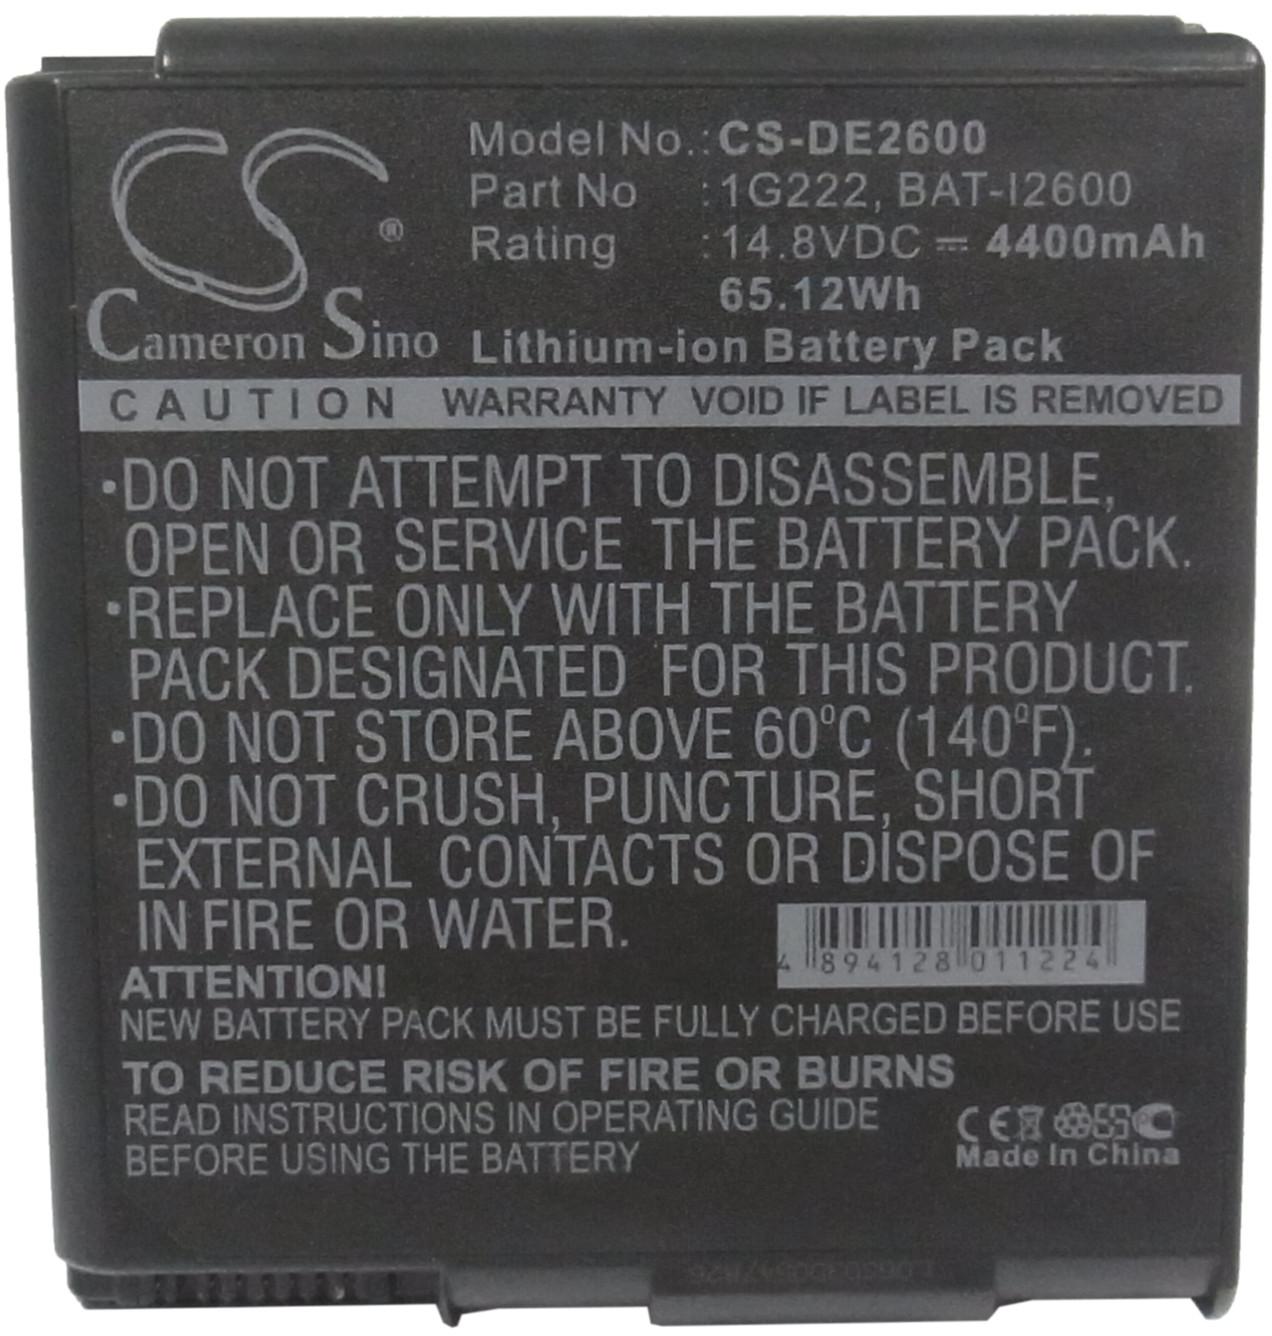 CS®
Cameron Sino
Model No.: CS-DE2600
Part No : 1G222, BAT-I2600
Rating : 14.8VDC ⎓ 4400mAh
65.12Wh
Lithium-ion Battery Pack
CAUTION WARRANTY VOID IF LABEL IS REMOVED
•DO NOT ATTEMPT TO DISASSEMBLE,
OPEN OR SERVICE THE BATTERY PACK.
•REPLACE ONLY WITH THE BATTERY
PACK DESIGNATED FOR THIS PRODUCT.
•DO NOT STORE ABOVE 60ºC (140ºF).
•DO NOT CRUSH, PUNCTURE, SHORT
EXTERNAL CONTACTS OR DISPOSE OF
IN FIRE OR WATER.
4 894128 011224
ATTENTION!
NEW BATTERY PACK MUST BE FULLY CHARGED BEFORE USE
TO REDUCE RISK OF FIRE OR BURNS
READ INSTRUCTIONS IN OPERATING GUIDE
BEFORE USING THE BATTERY
CE
Made In China